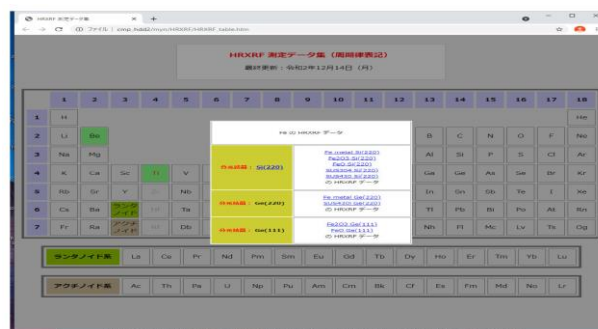 HRXRF 測定データ集
ファイル | cmp_hdd2/myc/HRXRF/HRXRF_table.htm
HRXRF 測定データ集 (周期律表記)
最終更新 : 令和2年12月14日 (月)
1 2 3 4 5 6 7 8 9 10 11 12 13 14 15 16 17 18
1 H He
2 Li Be B C N O F Ne
3 Na Mg Al Si P S Cl Ar
4 K Ca Sc Ti V Ga Ge As Se Br Kr
5 Rb Sr Y Nb In Sn Sb Te I Xe
6 Cs Ba ランタノイド Ta Tl Pb Bi Po At Rn
7 Fr Ra アクチノイド Db Nh Fl Mc Lv Ts Og
Fe の HRXRF データ
分光結晶 : Si(220)
Fe metal Si(220)
Fe2O3 Si(220)
FeO Si(220)
SUS304 Si(220)
SUS430 Si(220)
の HRXRF データ
分光結晶 : Ge(220)
Fe metal Ge(220)
SUS430 Ge(220)
の HRXRF データ
分光結晶 : Ge(111)
Fe2O3 Ge(111)
FeO Ge(111)
の HRXRF データ
ランタノイド系 La Ce Pr Nd Pm Sm Eu Gd Tb Dy Ho Er Tm Yb Lu
アクチノイド系 Ac Th Pa U Np Pu Am Cm Bk Cf Es Fm Md No Lr